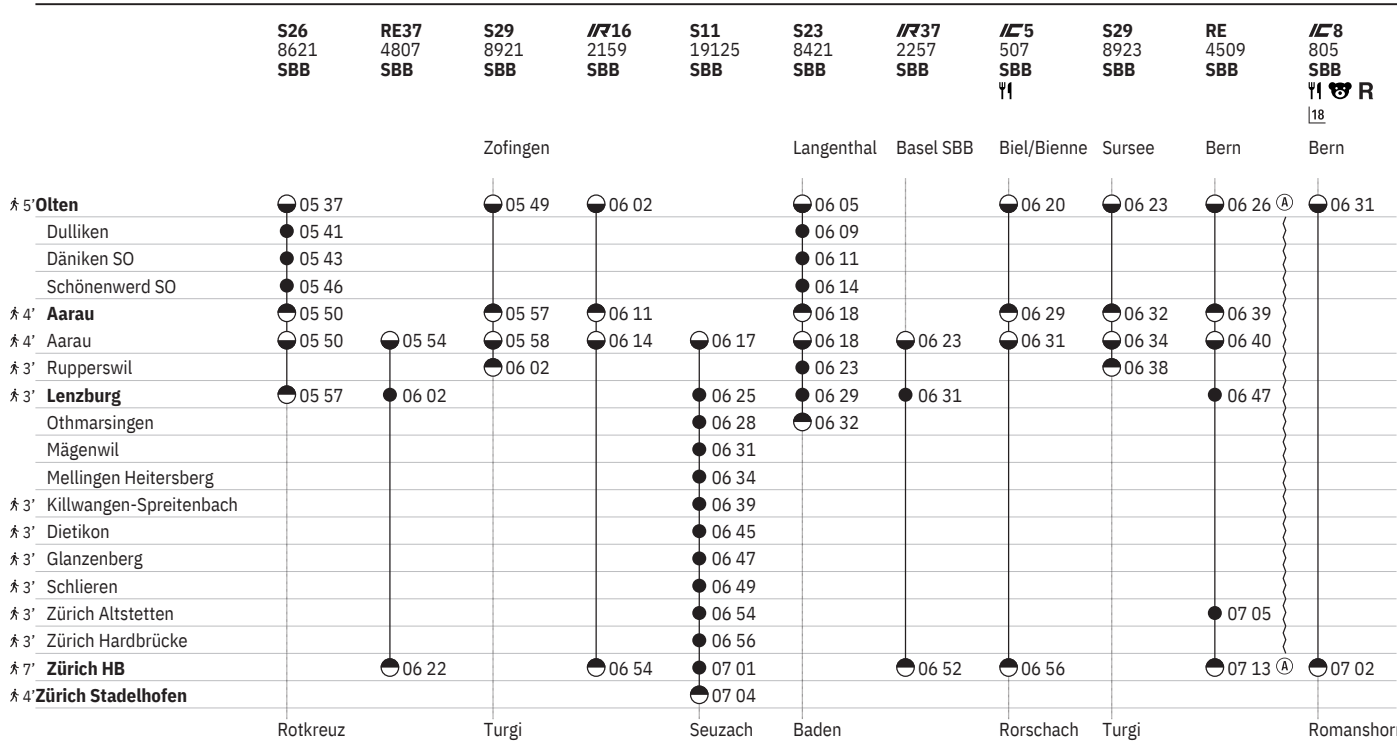 S26 RE37 S29 IR16 S11 S23 IR37 IC5 S29 RE IC8
8621 4807 8921 2159 19125 8421 2257 507 8923 4509 805
SBB SBB SBB SBB SBB SBB SBB SBB SBB SBB SBB
R
18
Zofingen Langenthal Basel SBB Biel/Bienne Sursee Bern Bern
5' Olten 05 37 05 49 06 02 06 05 06 20 06 23 06 26 A 06 31
Dulliken 05 41 06 09
Däniken SO 05 43 06 11
Schönenwerd SO 05 46 06 14
4' Aarau 05 50 05 57 06 11 06 18 06 29 06 32 06 39
4' Aarau 05 50 05 54 05 58 06 14 06 17 06 18 06 23 06 31 06 34 06 40
3' Rupperswil 06 02 06 23 06 38
3' Lenzburg 05 57 06 02 06 25 06 29 06 31 06 47
Othmarsingen 06 28 06 32
Mägenwil 06 31
Mellingen Heitersberg 06 34
3' Killwangen-Spreitenbach 06 39
3' Dietikon 06 45
3' Glanzenberg 06 47
3' Schlieren 06 49
3' Zürich Altstetten 06 54 07 05
3' Zürich Hardbrücke 06 56
7' Zürich HB 06 22 06 54 07 01 06 52 06 56 07 13 A 07 02
4' Zürich Stadelhofen 07 04
Rotkreuz Turgi Seuzach Baden Rorschach Turgi Romanshor